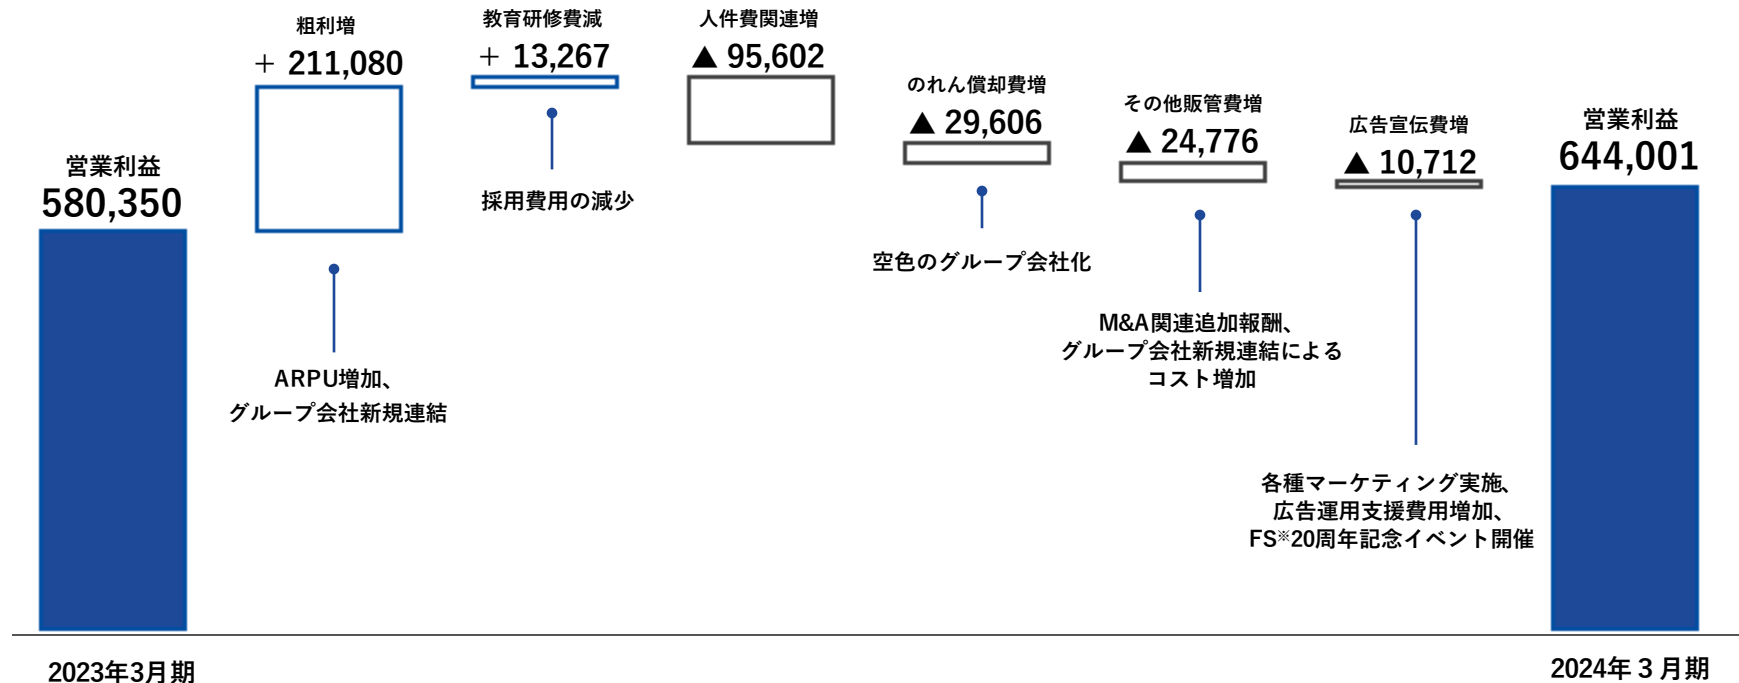 営業利益
580,350
粗利増
＋ 211,080
ARPU増加、
グループ会社新規連結
教育研修費減
＋ 13,267
採用費用の減少
人件費関連増
▲ 95,602
のれん償却費増
▲ 29,606
空色のグループ会社化
その他販管費増
▲ 24,776
M&A関連追加報酬、
グループ会社新規連結による
コスト増加
広告宣伝費増
▲ 10,712
各種マーケティング実施、
広告運用支援費用増加、
FS※20周年記念イベント開催
営業利益
644,001
2023年3月期
2024年３月期